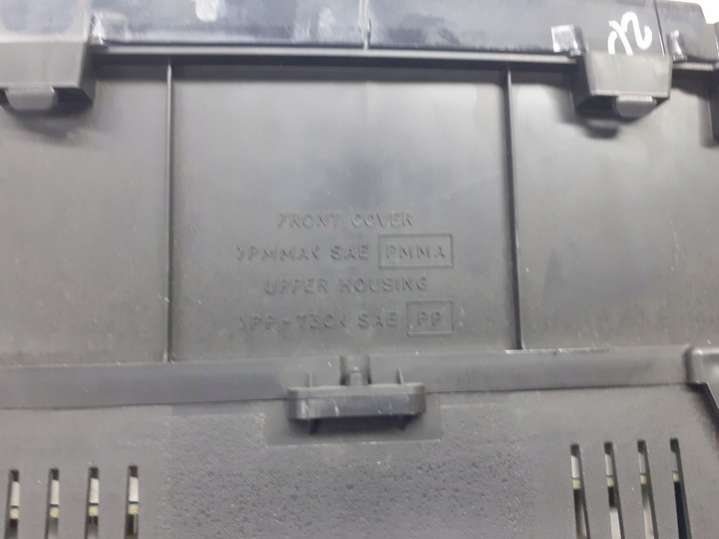 FRONT COVER
>PMMA< SAE PMMA
UPPER HOUSING
>PP-T30< SAE PP